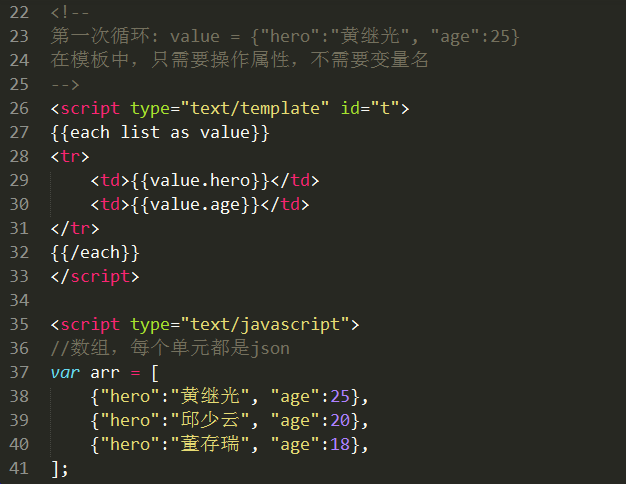 22 <!--
23 第一次循环: value = {"hero":"黄继光", "age":25}
24 在模板中，只需要操作属性，不需要变量名
25 -->
26 <script type="text/template" id="t">
27 {{each list as value}}
28 <tr>
29     <td>{{value.hero}}</td>
30     <td>{{value.age}}</td>
31 </tr>
32 {{/each}}
33 </script>
34
35 <script type="text/javascript">
36 //数组，每个单元都是json
37 var arr = [
38     {"hero":"黄继光", "age":25},
39     {"hero":"邱少云", "age":20},
40     {"hero":"董存瑞", "age":18},
41 ];